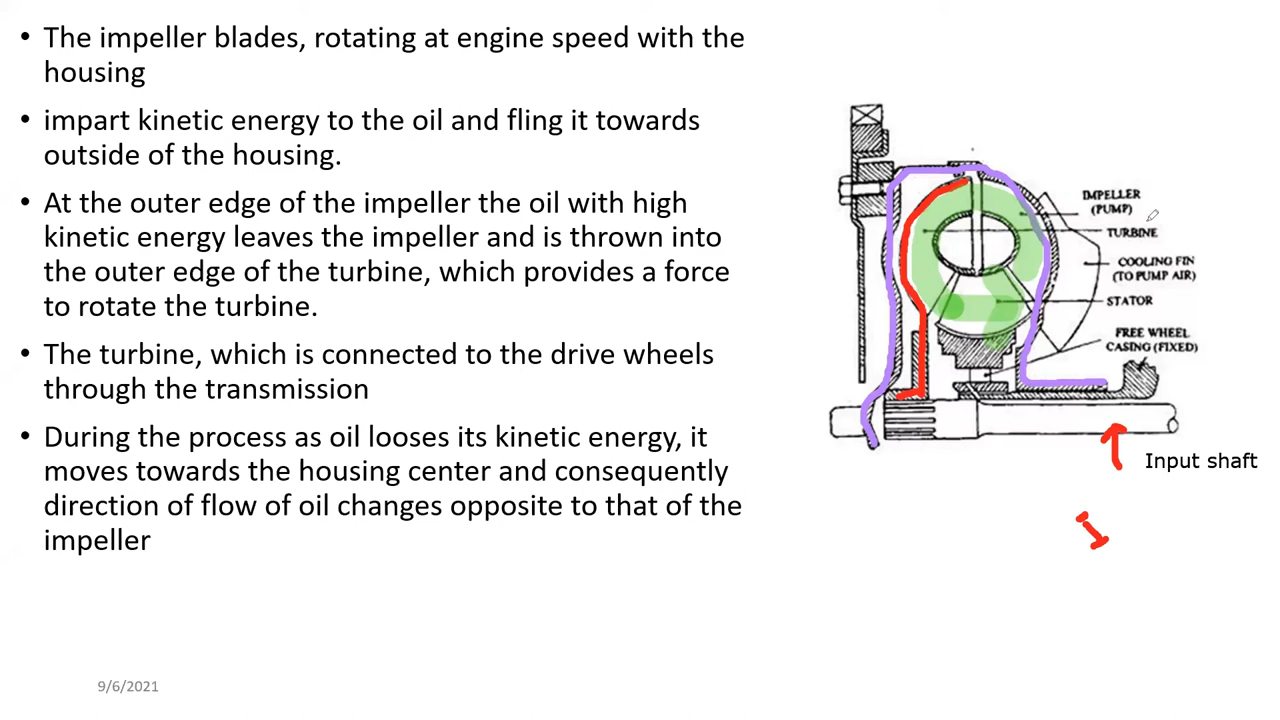 • The impeller blades, rotating at engine speed with the
housing
• impart kinetic energy to the oil and fling it towards
outside of the housing.
• At the outer edge of the impeller the oil with high
kinetic energy leaves the impeller and is thrown into
the outer edge of the turbine, which provides a force
to rotate the turbine.
• The turbine, which is connected to the drive wheels
through the transmission
• During the process as oil looses its kinetic energy, it
moves towards the housing center and consequently
direction of flow of oil changes opposite to that of the
impeller
IMPELLER
(PUMP)
TURBINE
COOLING FIN
(TO PUMP AIR)
STATOR
FREE WHEEL
CASING (FIXED)
Input shaft
I
9/6/2021